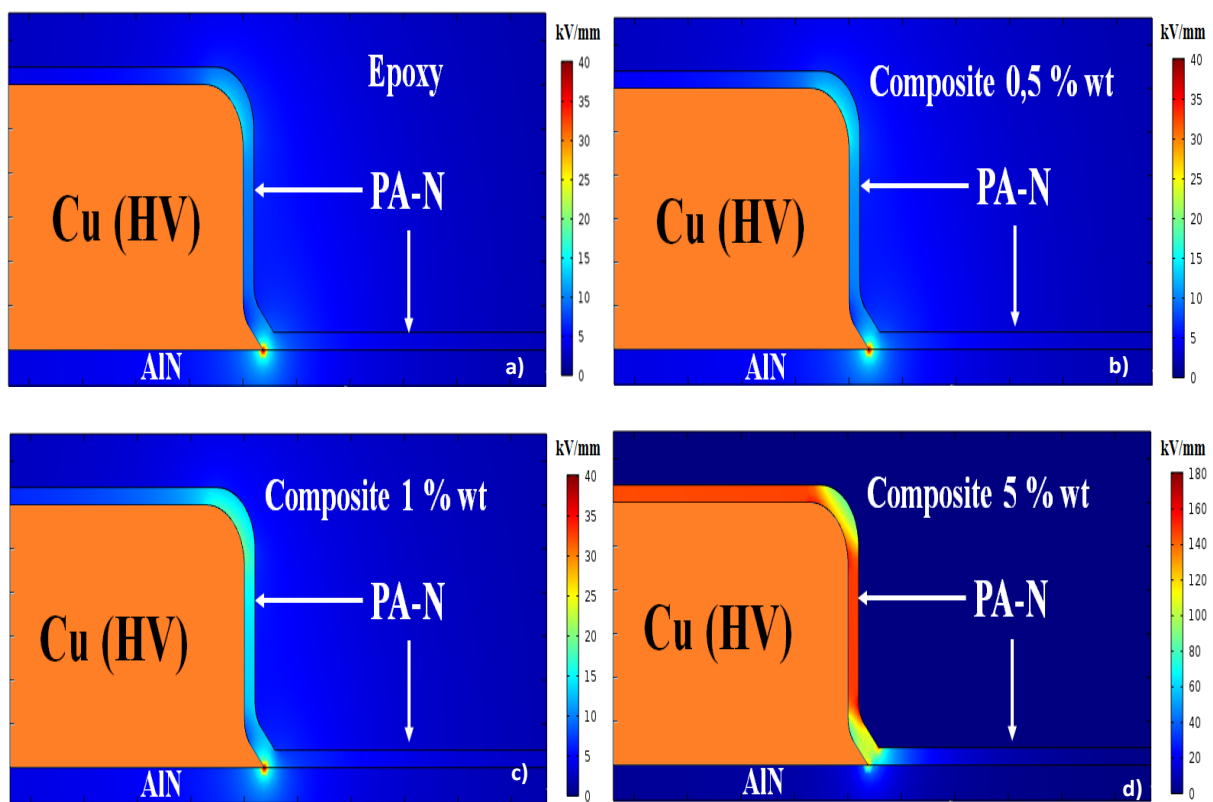 kV/mm
40
35
30
25
20
15
10
5
0
Epoxy
PA-N
Cu (HV)
AlN
a)
kV/mm
40
35
30
25
20
15
10
5
0
Composite 0,5 % wt
PA-N
Cu (HV)
AlN
b)
kV/mm
40
35
30
25
20
15
10
5
0
Composite 1 % wt
PA-N
Cu (HV)
AlN
c)
kV/mm
180
160
140
120
100
80
60
40
20
0
Composite 5 % wt
PA-N
Cu (HV)
AlN
d)